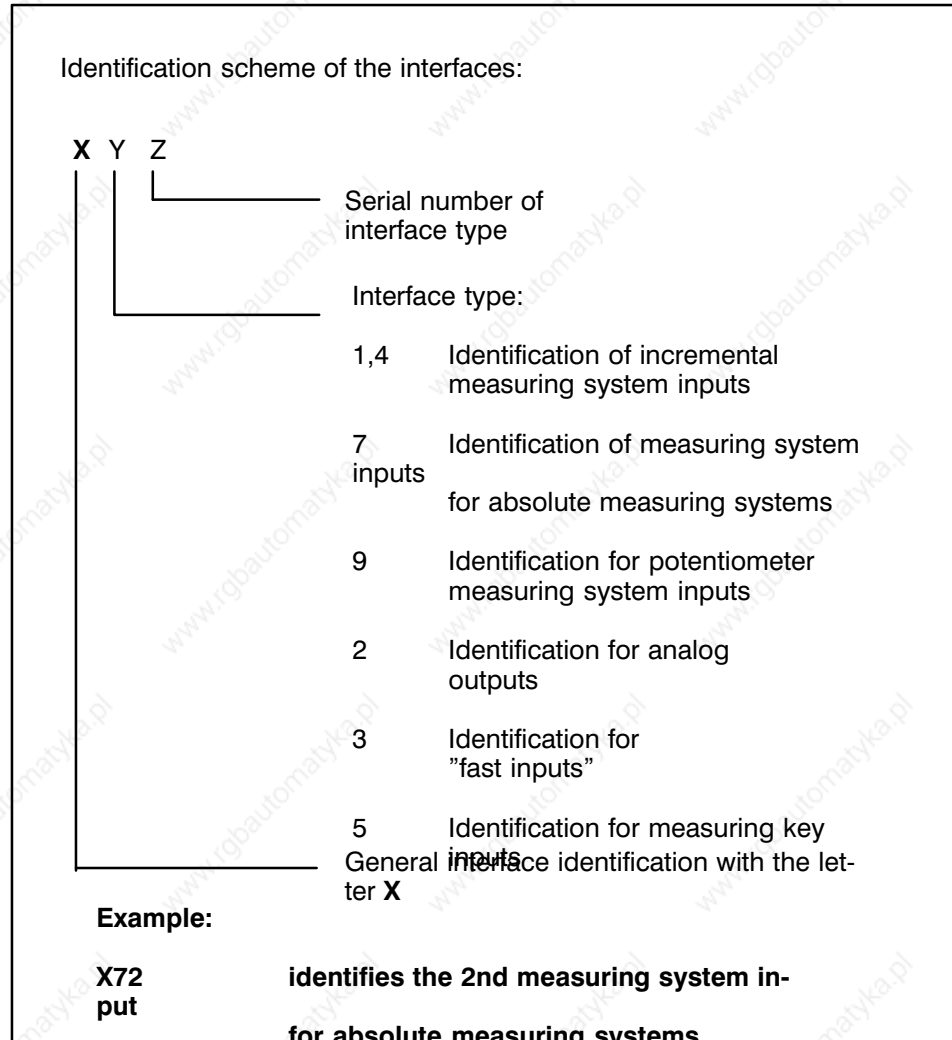 Identification scheme of the interfaces:
X Y Z
Serial number of
interface type
Interface type:
1,4 Identification of incremental
measuring system inputs
7 Identification of measuring system
inputs
for absolute measuring systems
9 Identification for potentiometer
measuring system inputs
2 Identification for analog
outputs
3 Identification for
”fast inputs”
5 Identification for measuring key
inputs
General interface identification with the let-
ter X
Example:
X72 identifies the 2nd measuring system in-
put
for absolute measuring systems
www.rgbautomatyka.pl